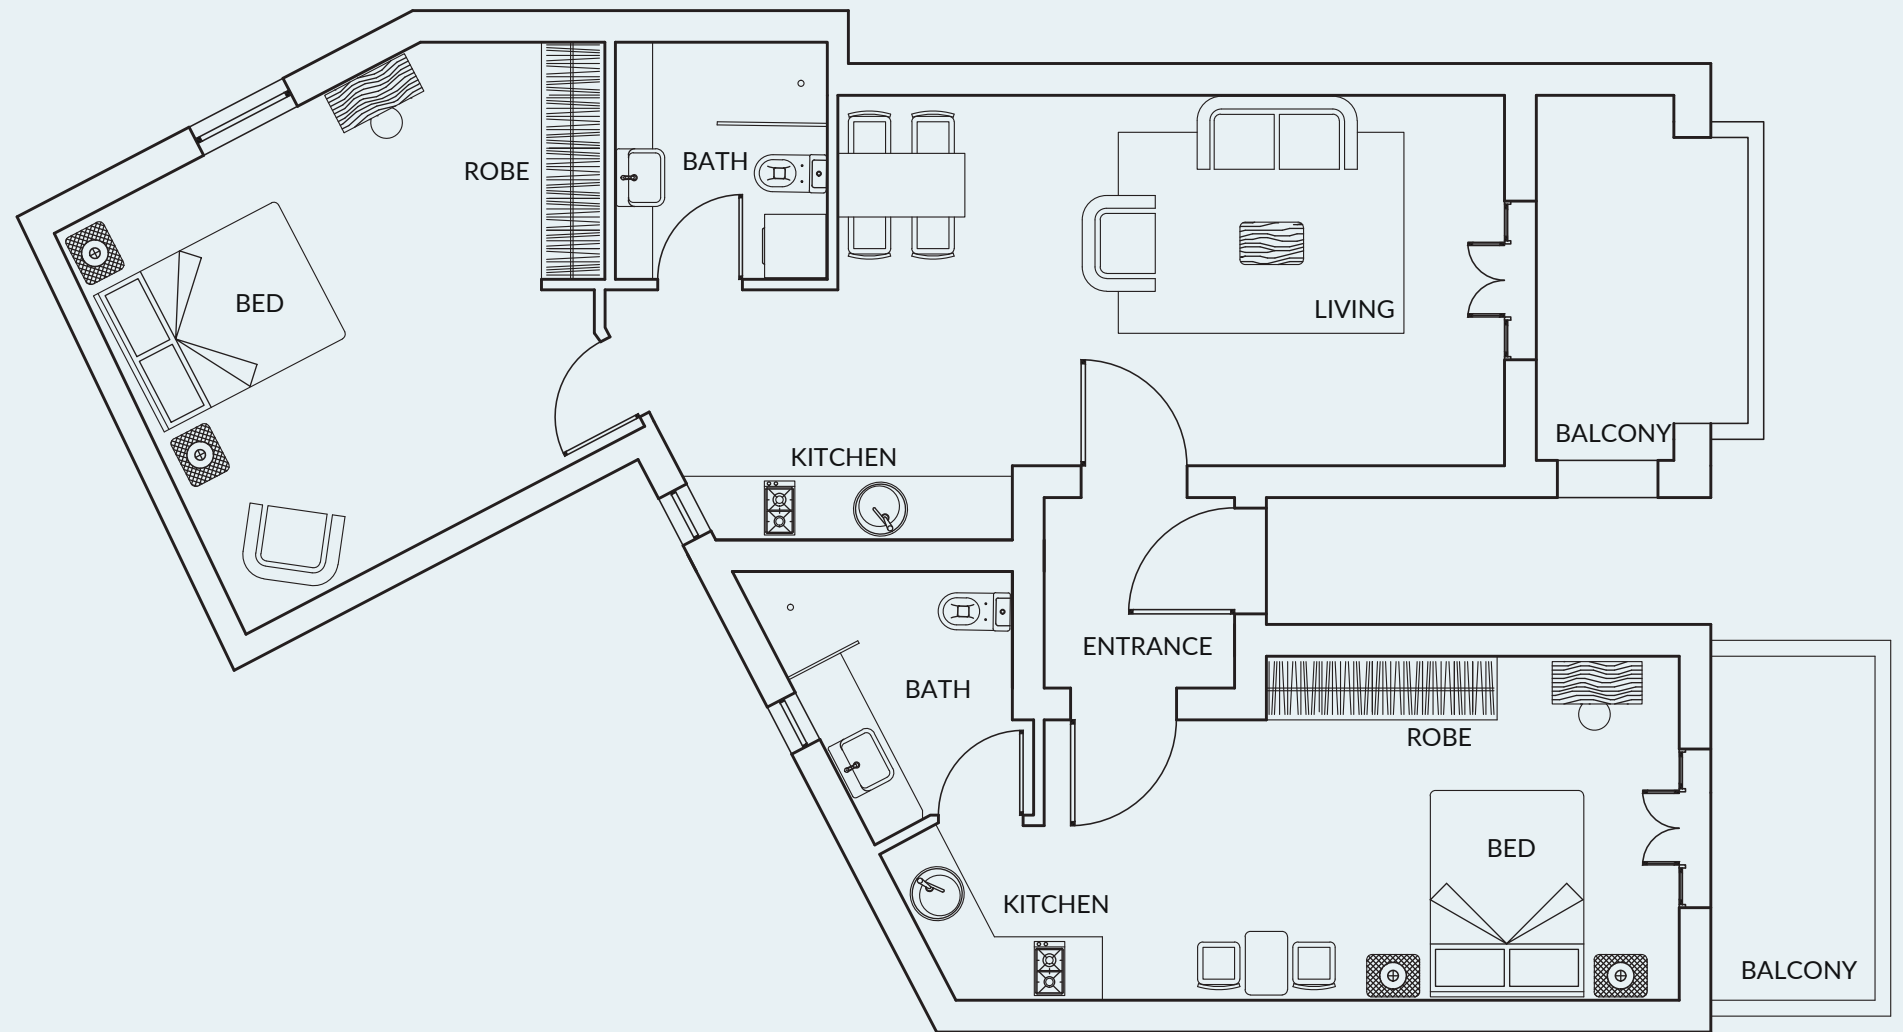 BATH
ROBE
BED
LIVING
BALCONY
KITCHEN
ENTRANCE
BATH
ROBE
BED
KITCHEN
BALCONY